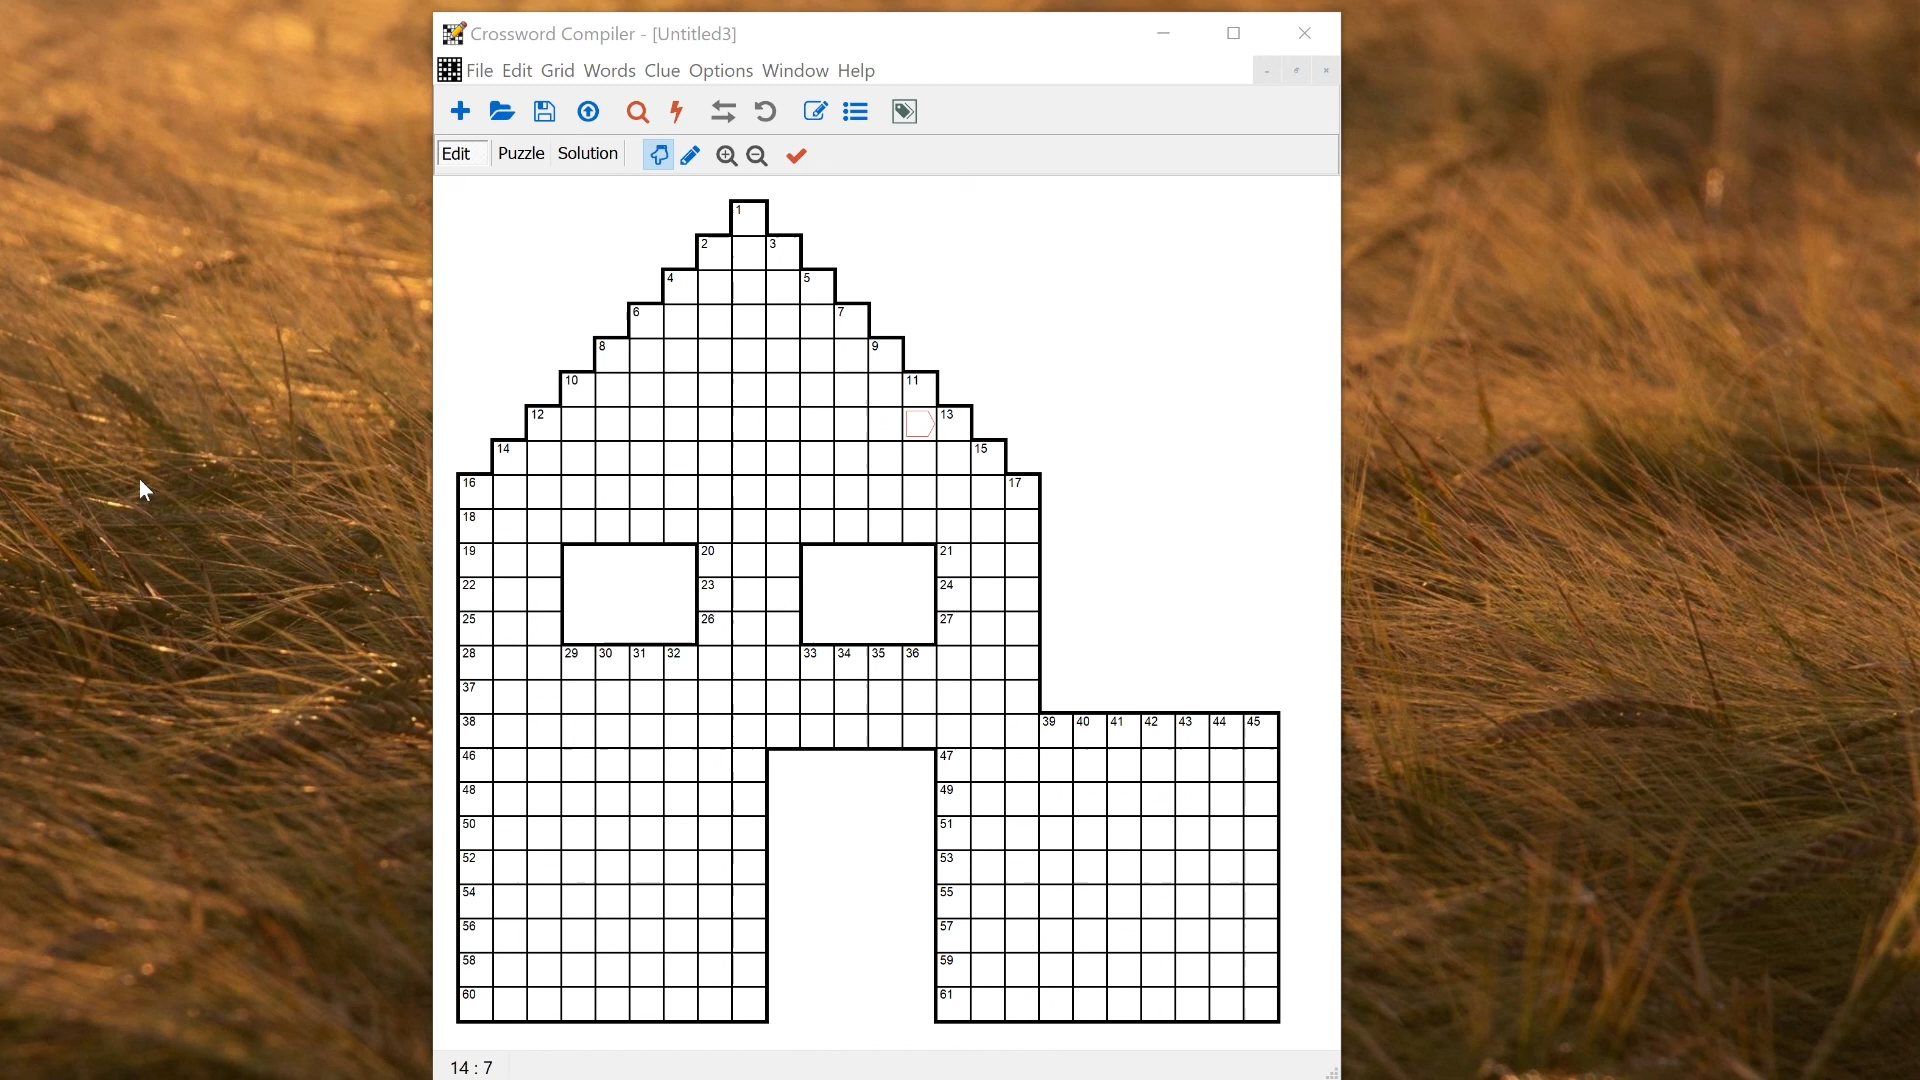 Crossword Compiler - [Untitled3]
File Edit Grid Words Clue Options Window Help
Edit Puzzle Solution
1
2 3
4 5
6 7
8 9
10 11
12 13
14 15
16 17
18
19 20 21
22 23 24
25 26 27
28 29 30 31 32 33 34 35 36
37
38 39 40 41 42 43 44 45
46 47
48 49
50 51
52 53
54 55
56 57
58 59
60 61
14 : 7